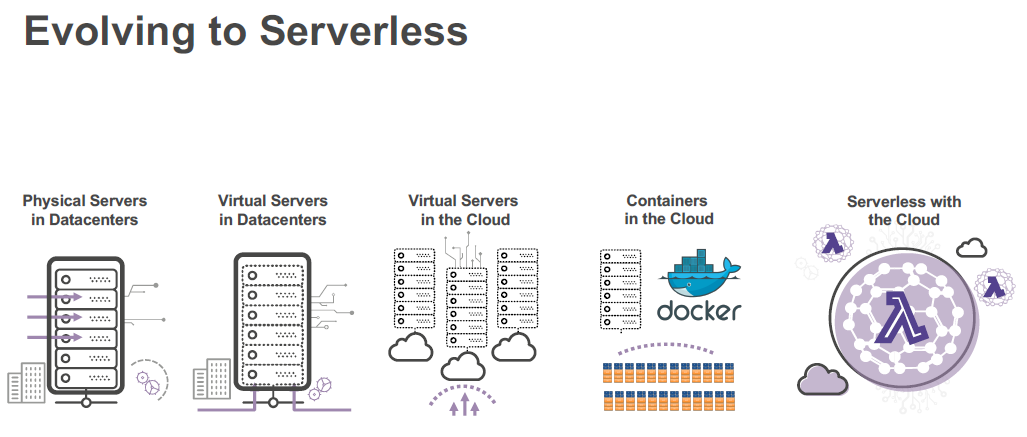 Evolving to Serverless
Physical Servers
in Datacenters
Virtual Servers
in Datacenters
Virtual Servers
in the Cloud
Containers
in the Cloud
Serverless with
the Cloud
docker
λ
λ
λ